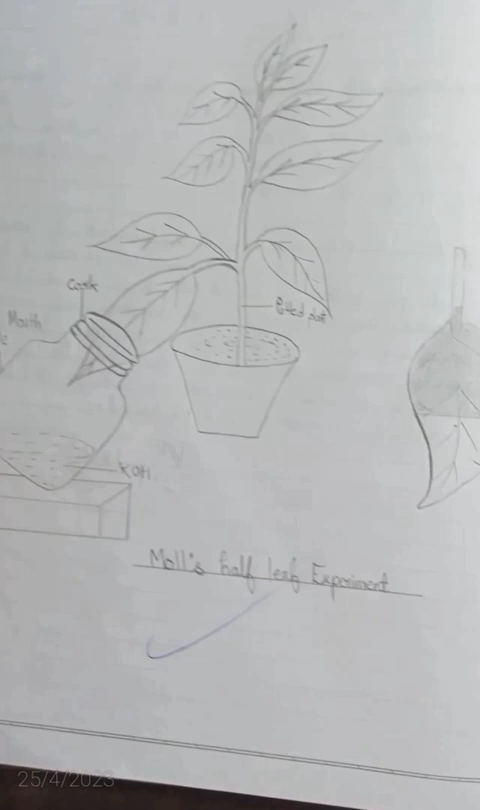 Cork
Mouth
Potted plant
KOH.
Moll's half leaf Experiment
25/4/2023